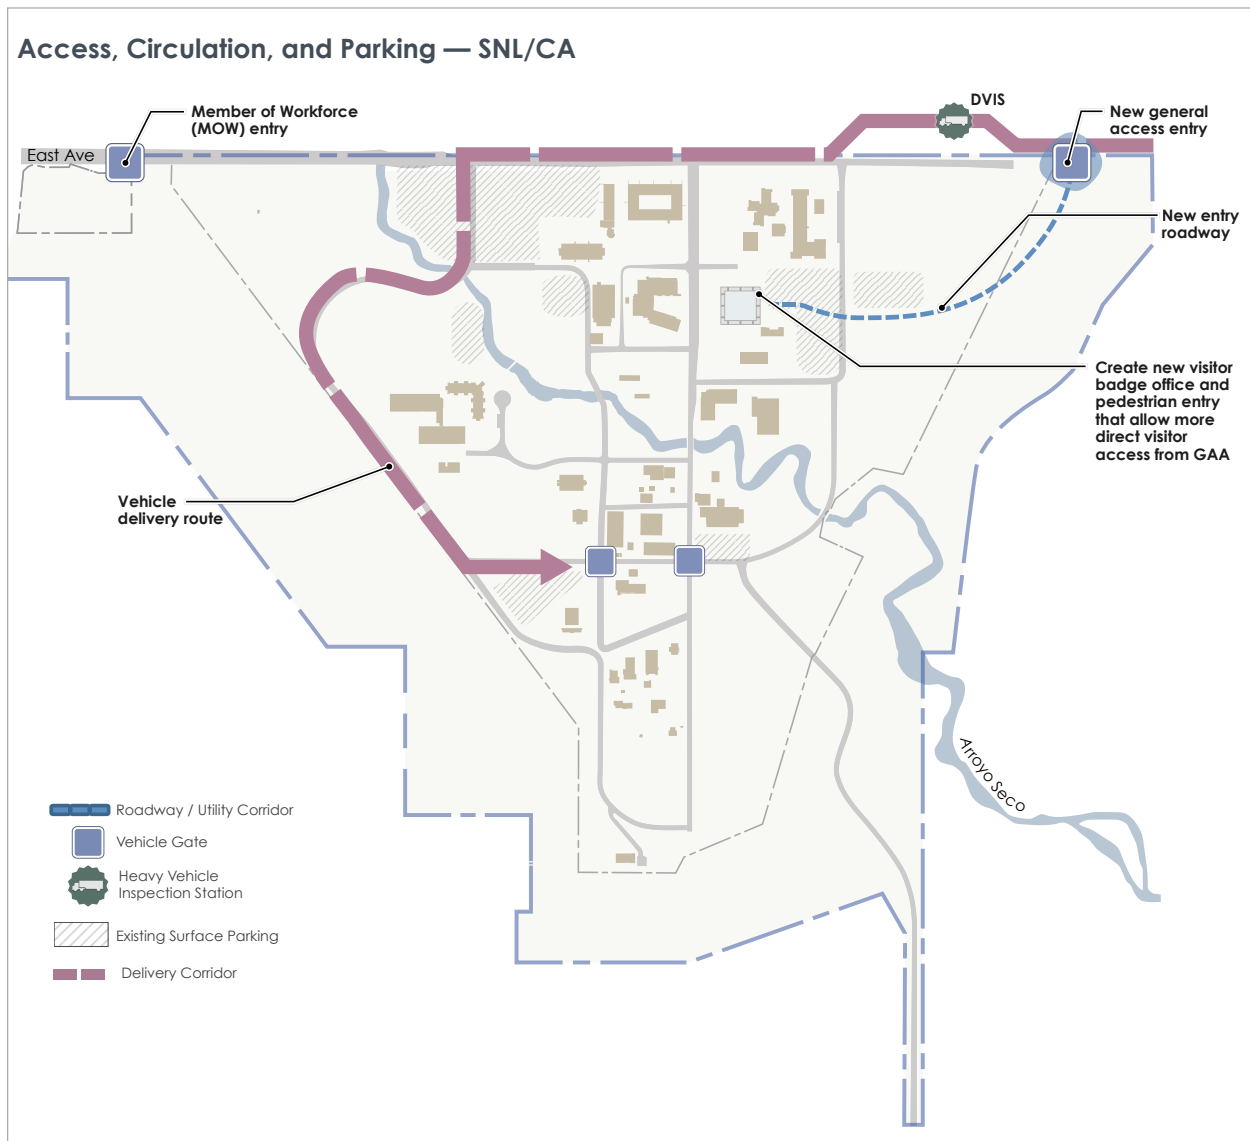 Access, Circulation, and Parking — SNL/CA
DVIS
Member of Workforce
(MOW) entry
New general
access entry
East Ave
New entry
roadway
Create new visitor
badge office and
pedestrian entry
that allow more
direct visitor
access from GAA
Vehicle
delivery route
Arroyo Seco
Roadway / Utility Corridor
Vehicle Gate
Heavy Vehicle
Inspection Station
Existing Surface Parking
Delivery Corridor